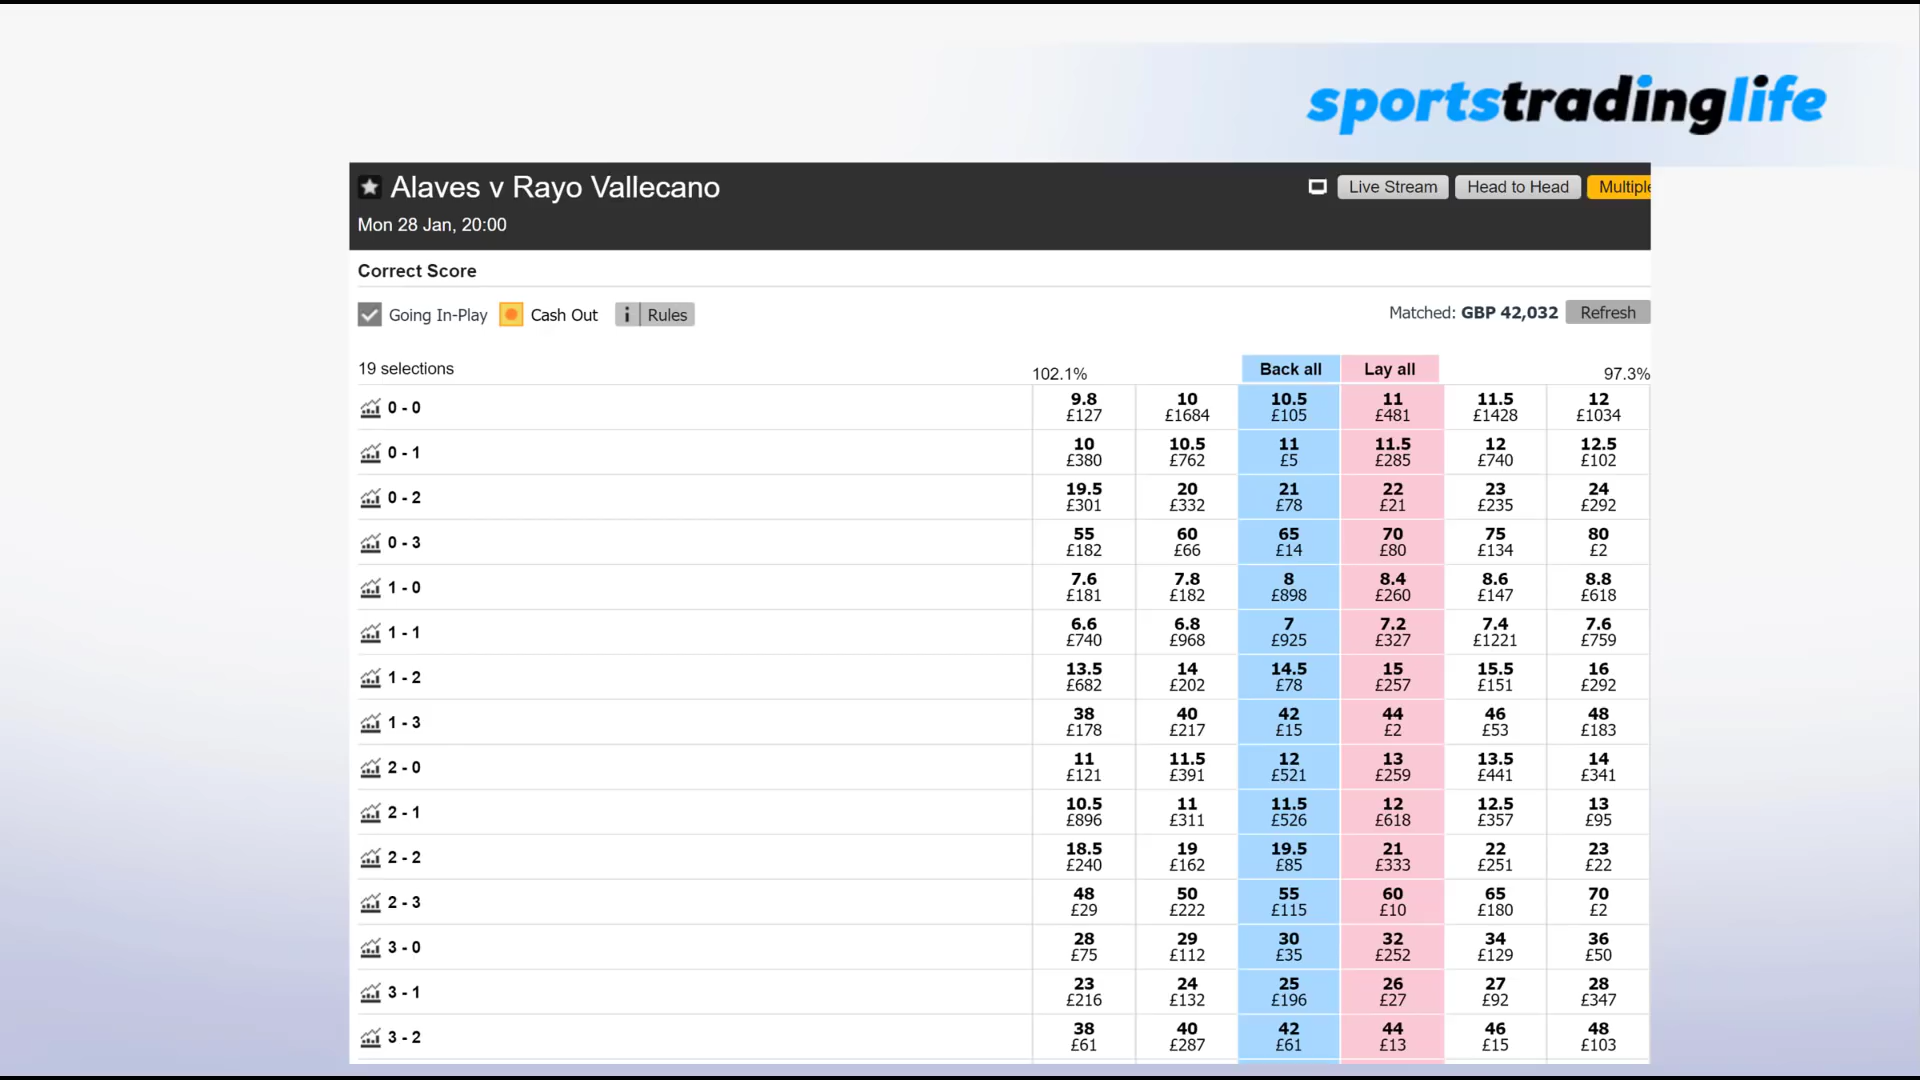 sportstradinglife
Alaves v Rayo Vallecano
Live Stream Head to Head Multiple
Mon 28 Jan, 20:00
Correct Score
Going In-Play Cash Out i Rules Matched: GBP 42,032 Refresh
19 selections 102.1% Back all Lay all 97.3%
0 - 0 9.8 10 10.5 11 11.5 12
£127 £1684 £105 £481 £1428 £1034
0 - 1 10 10.5 11 11.5 12 12.5
£380 £762 £5 £285 £740 £102
0 - 2 19.5 20 21 22 23 24
£301 £332 £78 £21 £235 £292
0 - 3 55 60 65 70 75 80
£182 £66 £14 £80 £134 £2
1 - 0 7.6 7.8 8 8.4 8.6 8.8
£181 £182 £898 £260 £147 £618
1 - 1 6.6 6.8 7 7.2 7.4 7.6
£740 £968 £925 £327 £1221 £759
1 - 2 13.5 14 14.5 15 15.5 16
£682 £202 £78 £257 £151 £292
1 - 3 38 40 42 44 46 48
£178 £217 £15 £2 £53 £183
2 - 0 11 11.5 12 13 13.5 14
£121 £391 £521 £259 £441 £341
2 - 1 10.5 11 11.5 12 12.5 13
£896 £311 £526 £618 £357 £95
2 - 2 18.5 19 19.5 21 22 23
£240 £162 £85 £333 £251 £22
2 - 3 48 50 55 60 65 70
£29 £222 £115 £10 £180 £2
3 - 0 28 29 30 32 34 36
£75 £112 £35 £252 £129 £50
3 - 1 23 24 25 26 27 28
£216 £132 £196 £27 £92 £347
3 - 2 38 40 42 44 46 48
£61 £287 £61 £13 £15 £103